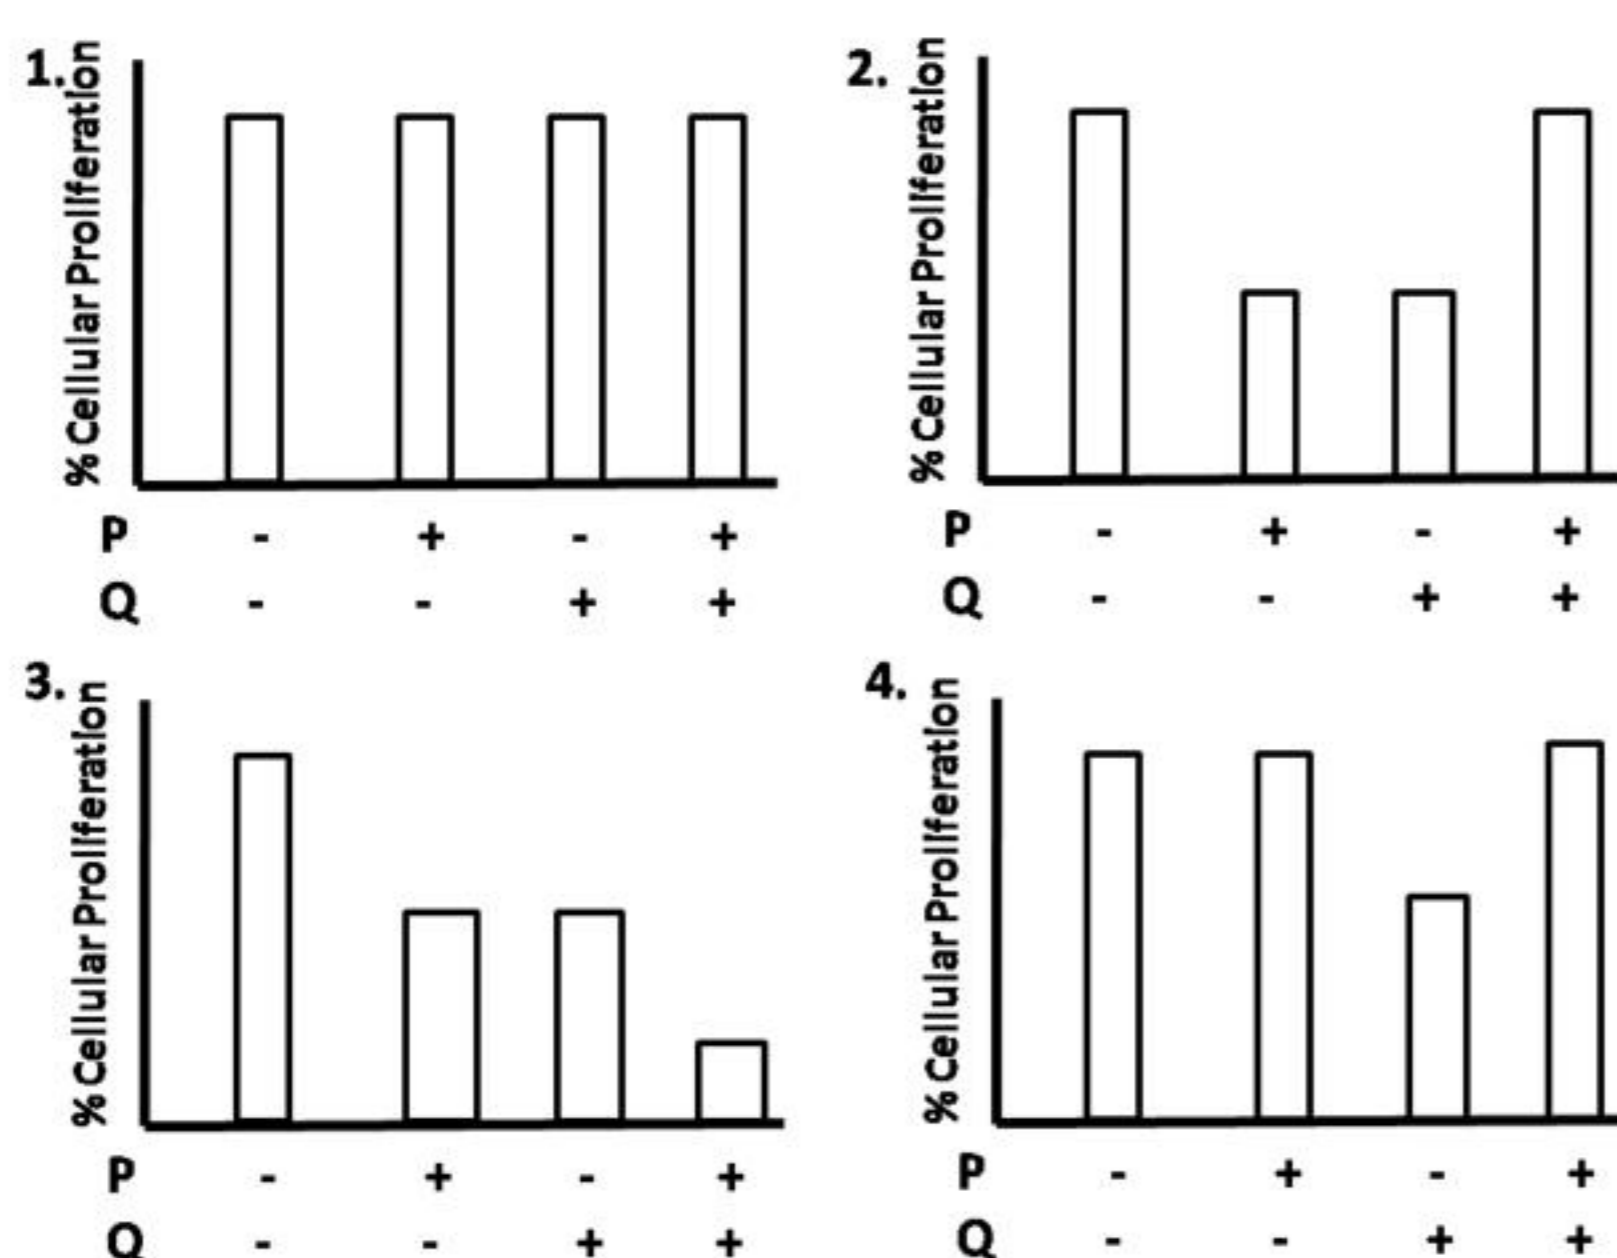 1.
% Cellular Proliferation
P - + - +
Q - - + +
2.
% Cellular Proliferation
P - + - +
Q - - + +
3.
% Cellular Proliferation
P - + - +
Q - - + +
4.
% Cellular Proliferation
P - + - +
Q - - + +